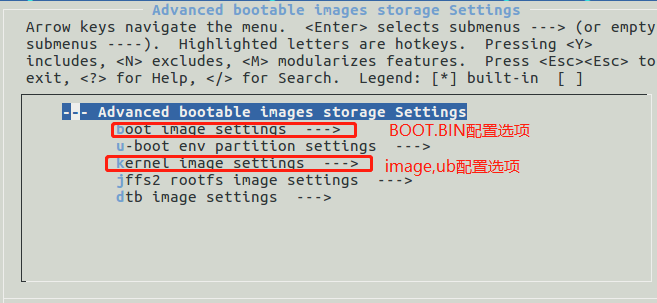 Advanced bootable images storage Settings
Arrow keys navigate the menu.  <Enter> selects submenus ---> (or empty
submenus ----).  Highlighted letters are hotkeys.  Pressing <Y>
includes, <N> excludes, <M> modularizes features.  Press <Esc><Esc> to
exit, <?> for Help, </> for Search.  Legend: [*] built-in  [ ]
--- Advanced bootable images storage Settings
boot image settings  ---> BOOT.BIN配置选项
u-boot env partition settings  --->
kernel image settings  ---> image,ub配置选项
jffs2 rootfs image settings  --->
dtb image settings  --->